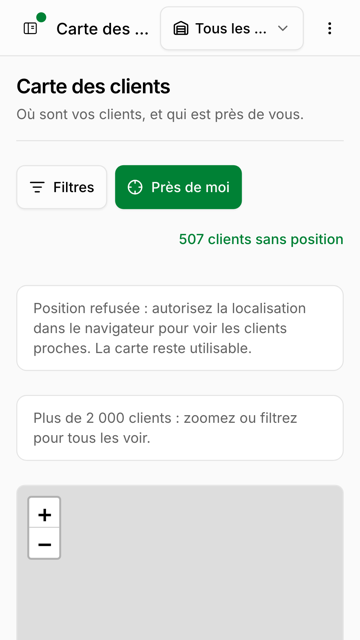 Carte des ...
Tous les ...
Carte des clients
Où sont vos clients, et qui est près de vous.
Filtres
Près de moi
507 clients sans position
Position refusée : autorisez la localisation
dans le navigateur pour voir les clients
proches. La carte reste utilisable.
Plus de 2 000 clients : zoomez ou filtrez
pour tous les voir.
+
−